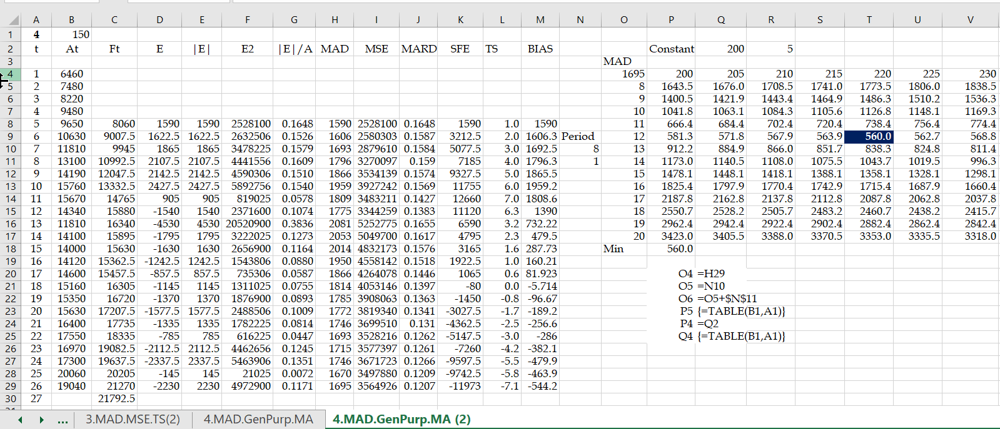 A B C D E F G H I J K L M N O P Q R S T U V
1 4 150
2 t At Ft E |E| E2 |E|/A MAD MSE MARD SFE TS BIAS Constant 200 5
3 MAD
4 1 6460 1695 200 205 210 215 220 225 230
5 2 7480 8 1643.5 1676.0 1708.5 1741.0 1773.5 1806.0 1838.5
6 3 8220 9 1400.5 1421.9 1443.4 1464.9 1486.3 1510.2 1536.3
7 4 9480 10 1041.8 1063.1 1084.3 1105.6 1126.8 1148.1 1169.3
8 5 9650 8060 1590 1590 2528100 0.1648 1590 2528100 0.1648 1590 1.0 1590 11 666.4 684.4 702.4 720.4 738.4 756.4 774.4
9 6 10630 9007.5 1622.5 1622.5 2632506 0.1526 1606 2580303 0.1587 3212.5 2.0 1606.3 Period 12 581.3 571.8 567.9 563.9 560.0 562.7 568.8
10 7 11810 9945 1865 1865 3478225 0.1579 1693 2879610 0.1584 5077.5 3.0 1692.5 8 13 912.2 884.9 866.0 851.7 838.3 824.8 811.4
11 8 13100 10992.5 2107.5 2107.5 4441556 0.1609 1796 3270097 0.159 7185 4.0 1796.3 1 14 1173.0 1140.5 1108.0 1075.5 1043.7 1019.5 996.3
12 9 14190 12047.5 2142.5 2142.5 4590306 0.1510 1866 3534139 0.1574 9327.5 5.0 1865.5 15 1478.1 1448.1 1418.1 1388.1 1358.1 1328.1 1298.1
13 10 15760 13332.5 2427.5 2427.5 5892756 0.1540 1959 3927242 0.1569 11755 6.0 1959.2 16 1825.4 1797.9 1770.4 1742.9 1715.4 1687.9 1660.4
14 11 15670 14765 905 905 819025 0.0578 1809 3483211 0.1427 12660 7.0 1808.6 17 2187.8 2162.8 2137.8 2112.8 2087.8 2062.8 2037.8
15 12 14340 15880 -1540 1540 2371600 0.1074 1775 3344259 0.1383 11120 6.3 1390 18 2550.7 2528.2 2505.7 2483.2 2460.7 2438.2 2415.7
16 13 11810 16340 -4530 4530 20520900 0.3836 2081 5252775 0.1655 6590 3.2 732.22 19 2962.4 2942.4 2922.4 2902.4 2882.4 2862.4 2842.4
17 14 14100 15895 -1795 1795 3222025 0.1273 2053 5049700 0.1617 4795 2.3 479.5 20 3423.0 3405.5 3388.0 3370.5 3353.0 3335.5 3318.0
18 15 14000 15630 -1630 1630 2656900 0.1164 2014 4832173 0.1576 3165 1.6 287.73 Min 560.0
19 16 14120 15362.5 -1242.5 1242.5 1543806 0.0880 1950 4558142 0.1518 1922.5 1.0 160.21
20 17 14600 15457.5 -857.5 857.5 735306 0.0587 1866 4264078 0.1446 1065 0.6 81.923 O4 =H29
21 18 15160 16305 -1145 1145 1311025 0.0755 1814 4053146 0.1397 -80 0.0 -5.714 O5 =N10
22 19 15350 16720 -1370 1370 1876900 0.0893 1785 3908063 0.1363 -1450 -0.8 -96.67 O6 =O5+$N$11
23 20 15630 17207.5 -1577.5 1577.5 2488506 0.1009 1772 3819340 0.1341 -3027.5 -1.7 -189.2 P5 {=TABLE(B1,A1)}
24 21 16400 17735 -1335 1335 1782225 0.0814 1746 3699510 0.131 -4362.5 -2.5 -256.6 P4 =Q2
25 22 17550 18335 -785 785 616225 0.0447 1693 3528216 0.1262 -5147.5 -3.0 -286 Q4 {=TABLE(B1,A1)}
26 23 16970 19082.5 -2112.5 2112.5 4462656 0.1245 1715 3577397 0.1261 -7260 -4.2 -382.1
27 24 17300 19637.5 -2337.5 2337.5 5463906 0.1351 1746 3671723 0.1266 -9597.5 -5.5 -479.9
28 25 20060 20205 -145 145 21025 0.0072 1670 3497880 0.1209 -9742.5 -5.8 -463.9
29 26 19040 21270 -2230 2230 4972900 0.1171 1695 3564926 0.1207 -11973 -7.1 -544.2
30 27 21792.5
... 3.MAD.MSE.TS(2) 4.MAD.GenPurp.MA 4.MAD.GenPurp.MA (2)